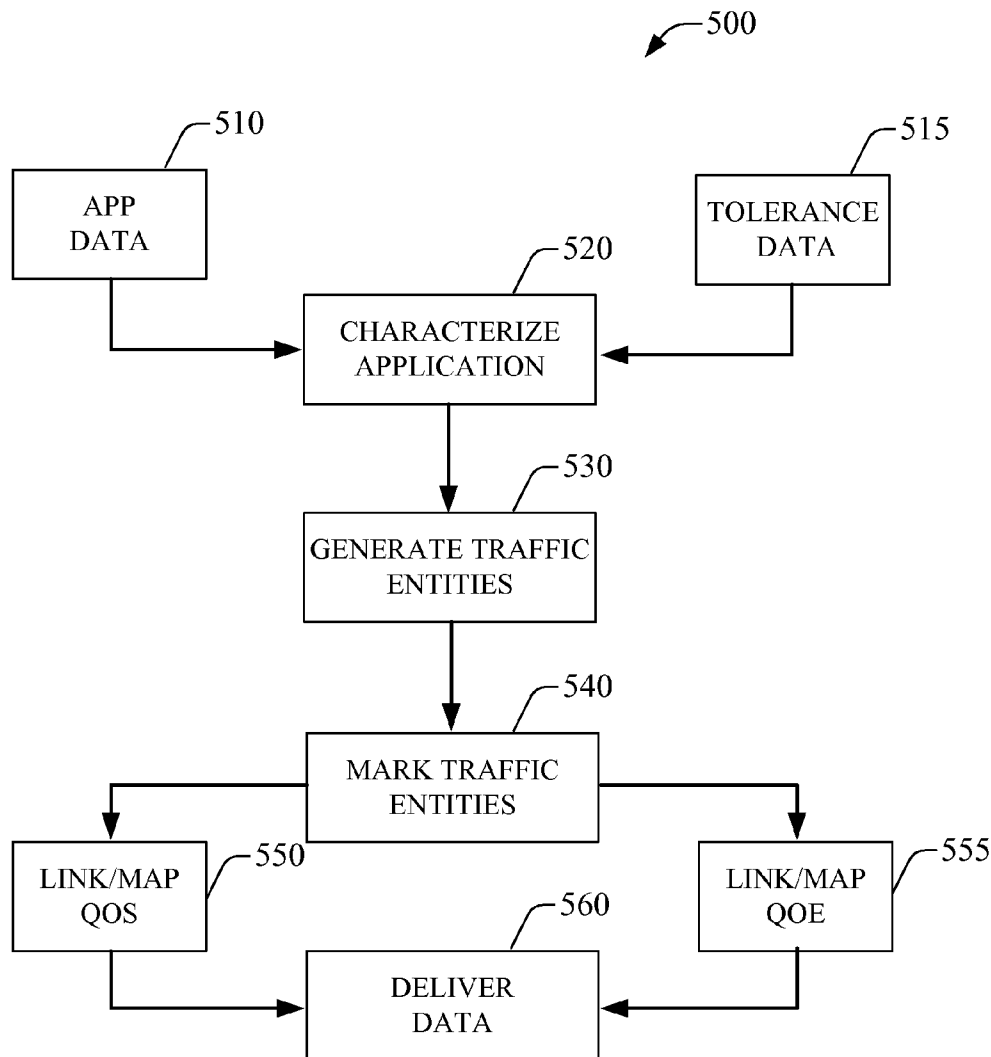 500
510
515
APP
DATA
TOLERANCE
DATA
520
CHARACTERIZE
APPLICATION
530
GENERATE TRAFFIC
ENTITIES
540
MARK TRAFFIC
ENTITIES
550
LINK/MAP
QOS
555
LINK/MAP
QOE
560
DELIVER
DATA